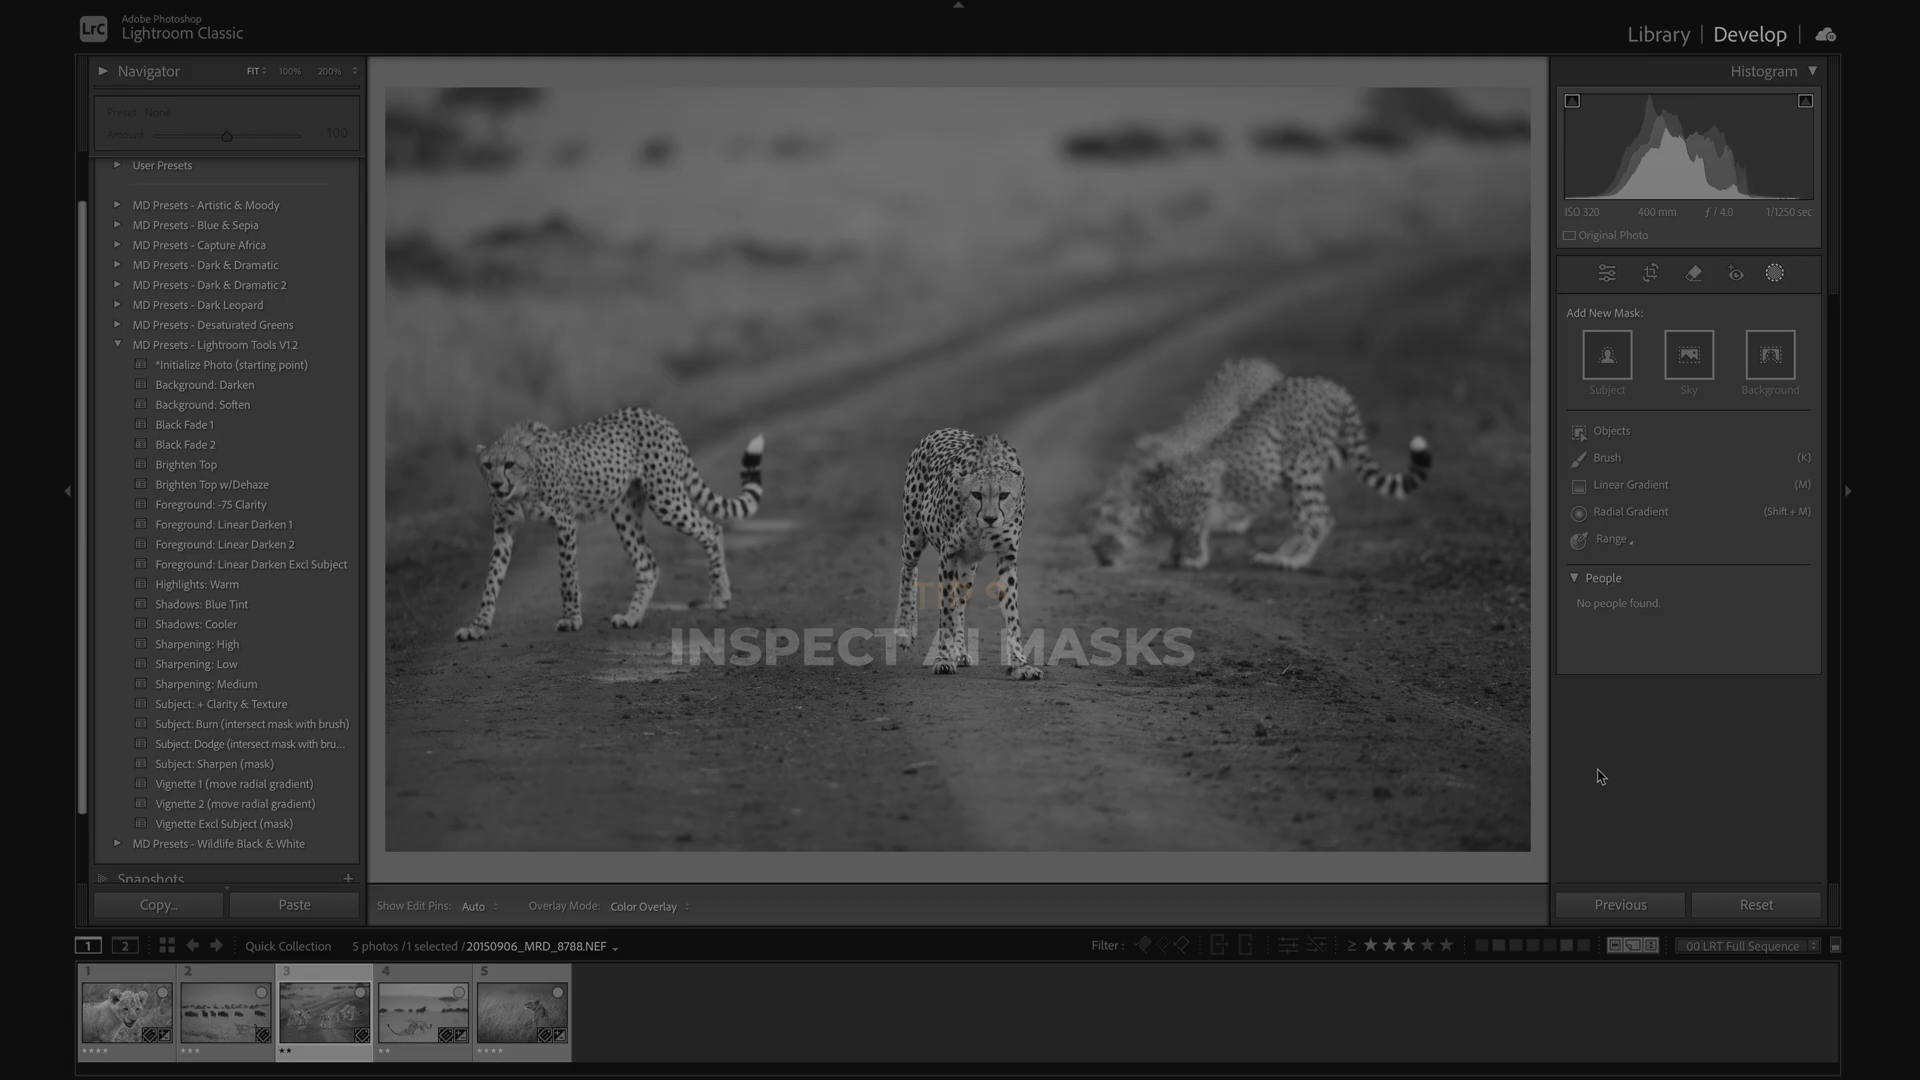 LrC
Adobe Photoshop
Lightroom Classic
Library
Develop
Navigator
FIT
100%
200%
Preset: None
Amount
100
User Presets
MD Presets - Artistic & Moody
MD Presets - Blue & Sepia
MD Presets - Capture Africa
MD Presets - Dark & Dramatic
MD Presets - Dark & Dramatic 2
MD Presets - Dark Leopard
MD Presets - Desaturated Greens
MD Presets - Lightroom Tools V1.2
*Initialize Photo (starting point)
Background: Darken
Background: Soften
Black Fade 1
Black Fade 2
Brighten Top
Brighten Top w/Dehaze
Foreground: -75 Clarity
Foreground: Linear Darken 1
Foreground: Linear Darken 2
Foreground: Linear Darken Excl Subject
Highlights: Warm
Shadows: Blue Tint
Shadows: Cooler
Sharpening: High
Sharpening: Low
Sharpening: Medium
Subject: + Clarity & Texture
Subject: Burn (intersect mask with brush)
Subject: Dodge (intersect mask with bru...
Subject: Sharpen (mask)
Vignette 1 (move radial gradient)
Vignette 2 (move radial gradient)
Vignette Excl Subject (mask)
MD Presets - Wildlife Black & White
Snapshots
Copy...
Paste
TIP 9
INSPECT AI MASKS
Show Edit Pins: Auto
Overlay Mode: Color Overlay
Histogram
ISO 320
400 mm
ƒ / 4.0
1/1250 sec
Original Photo
Add New Mask:
Subject
Sky
Background
Objects
Brush (K)
Linear Gradient (M)
Radial Gradient (Shift + M)
Range
People
No people found.
Previous
Reset
1
2
Quick Collection
5 photos / 1 selected / 20150906_MRD_8788.NEF
Filter :
00 LRT Full Sequence
1
2
3
4
5